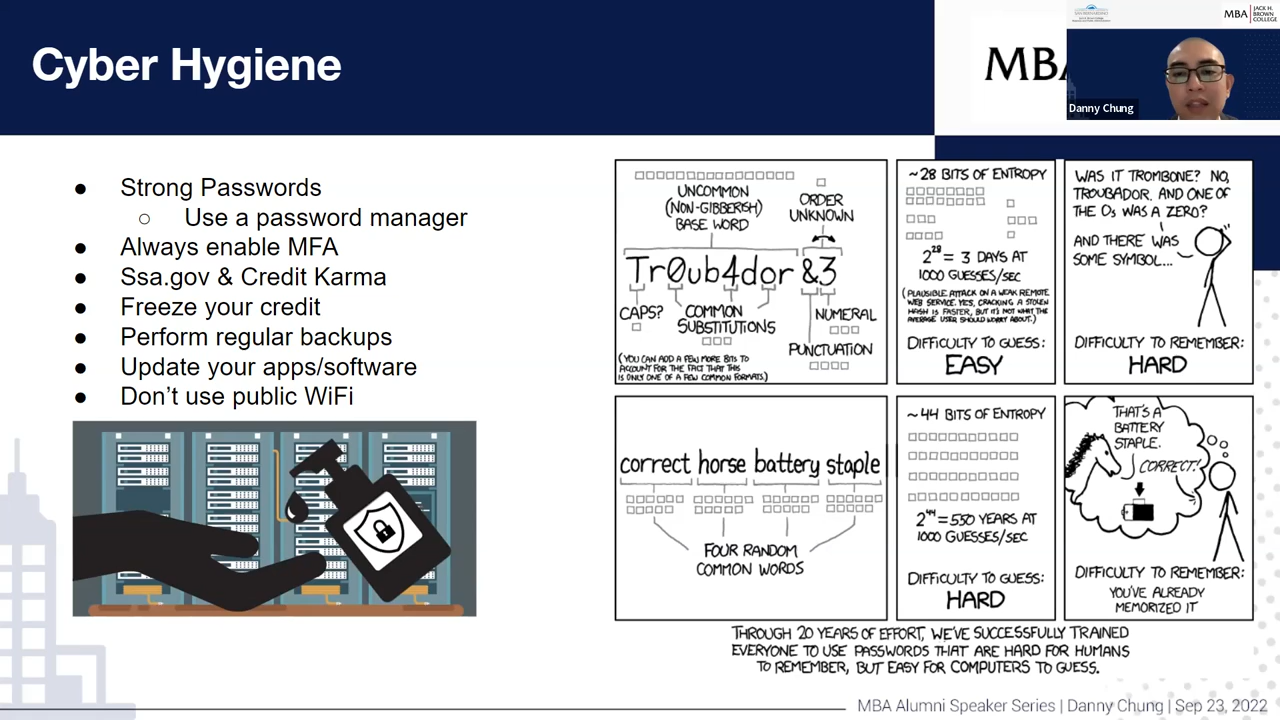 Cyber Hygiene
MBA
MBA
JACK H.
BROWN
COLLEGE
Danny Chung
● Strong Passwords
○ Use a password manager
● Always enable MFA
● Ssa.gov & Credit Karma
● Freeze your credit
● Perform regular backups
● Update your apps/software
● Don't use public WiFi
UNCOMMON
(NON-GIBBERISH)
BASE WORD
ORDER
UNKNOWN
Tr0ub4dor &3
CAPS?
COMMON
SUBSTITUTIONS
NUMERAL
PUNCTUATION
(YOU CAN ADD A FEW MORE BITS TO
ACCOUNT FOR THE FACT THAT THIS
IS ONLY ONE OF A FEW COMMON FORMATS.)
~28 BITS OF ENTROPY
2^28 = 3 DAYS AT
1000 GUESSES/SEC
(PLAUSIBLE ATTACK ON A WEAK REMOTE
WEB SERVICE. YES, CRACKING A STOLEN
HASH IS FASTER, BUT IT'S NOT WHAT THE
AVERAGE USER SHOULD WORRY ABOUT.)
DIFFICULTY TO GUESS:
EASY
WAS IT TROMBONE? NO,
TROUBADOR. AND ONE OF
THE Os WAS A ZERO?
AND THERE WAS
SOME SYMBOL...
DIFFICULTY TO REMEMBER:
HARD
correct horse battery staple
FOUR RANDOM
COMMON WORDS
~44 BITS OF ENTROPY
2^44 = 550 YEARS AT
1000 GUESSES/SEC
DIFFICULTY TO GUESS:
HARD
THAT'S A
BATTERY
STAPLE.
CORRECT!
DIFFICULTY TO REMEMBER:
YOU'VE ALREADY
MEMORIZED IT
THROUGH 20 YEARS OF EFFORT, WE'VE SUCCESSFULLY TRAINED
EVERYONE TO USE PASSWORDS THAT ARE HARD FOR HUMANS
TO REMEMBER, BUT EASY FOR COMPUTERS TO GUESS.
MBA Alumni Speaker Series | Danny Chung | Sep 23, 2022